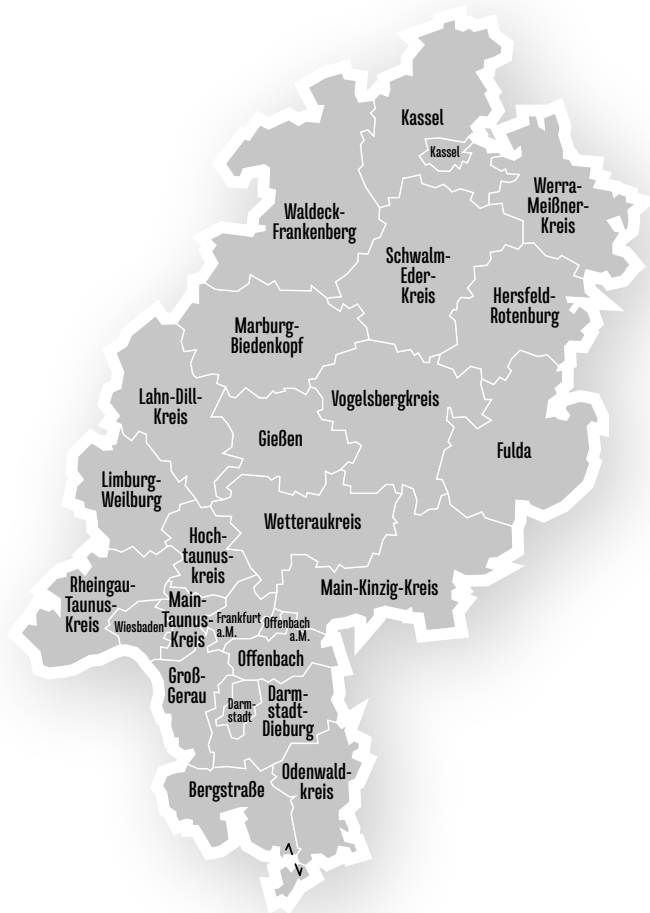 Kassel
Kassel
Werra-
Meißner-
Kreis
Waldeck-
Frankenberg
Schwalm-
Eder-
Kreis
Hersfeld-
Rotenburg
Marburg-
Biedenkopf
Lahn-Dill-
Kreis
Vogelsbergkreis
Gießen
Fulda
Limburg-
Weilburg
Wetteraukreis
Hoch-
taunus-
kreis
Rheingau-
Taunus-
Kreis
Main-Kinzig-Kreis
Main-
Taunus-
Kreis
Wiesbaden
Frankfurt
a.M.
Offenbach
a.M.
Offenbach
Groß-
Gerau
Darm-
stadt
Darm-
stadt-
Dieburg
Odenwald-
kreis
Bergstraße